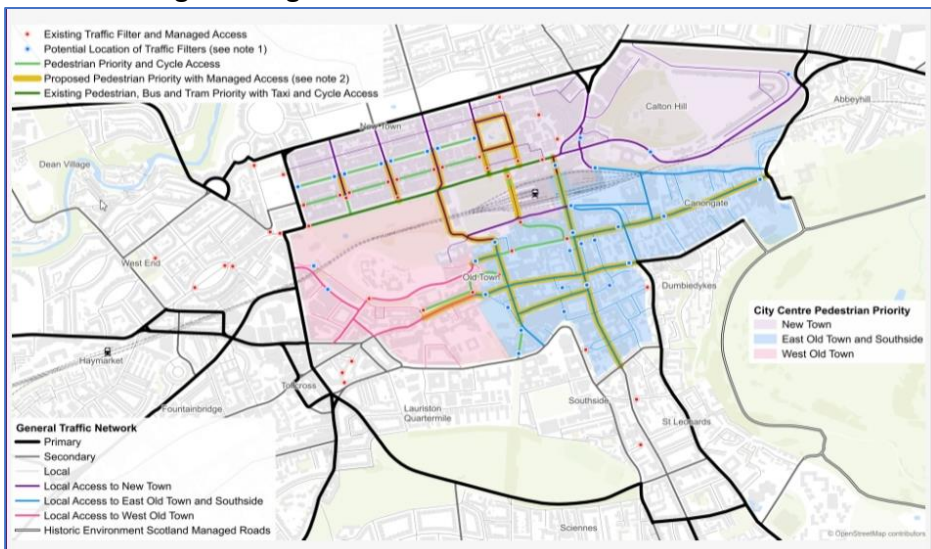 Existing Traffic Filter and Managed Access
Potential Location of Traffic Filters (see note 1)
Pedestrian Priority and Cycle Access
Proposed Pedestrian Priority with Managed Access (see note 2)
Existing Pedestrian, Bus and Tram Priority with Taxi and Cycle Access
New Town
Calton Hill
Abbeyhill
Dean Village
Canongate
West End
Old Town
Dumbiedykes
City Centre Pedestrian Priority
New Town
East Old Town and Southside
West Old Town
Haymarket
Tollcross
Fountainbridge
Lauriston
Quartermile
Southside
St Leonards
General Traffic Network
Primary
Secondary
Local
Local Access to New Town
Local Access to East Old Town and Southside
Local Access to West Old Town
Historic Environment Scotland Managed Roads
Sciennes
© OpenStreetMap contributors